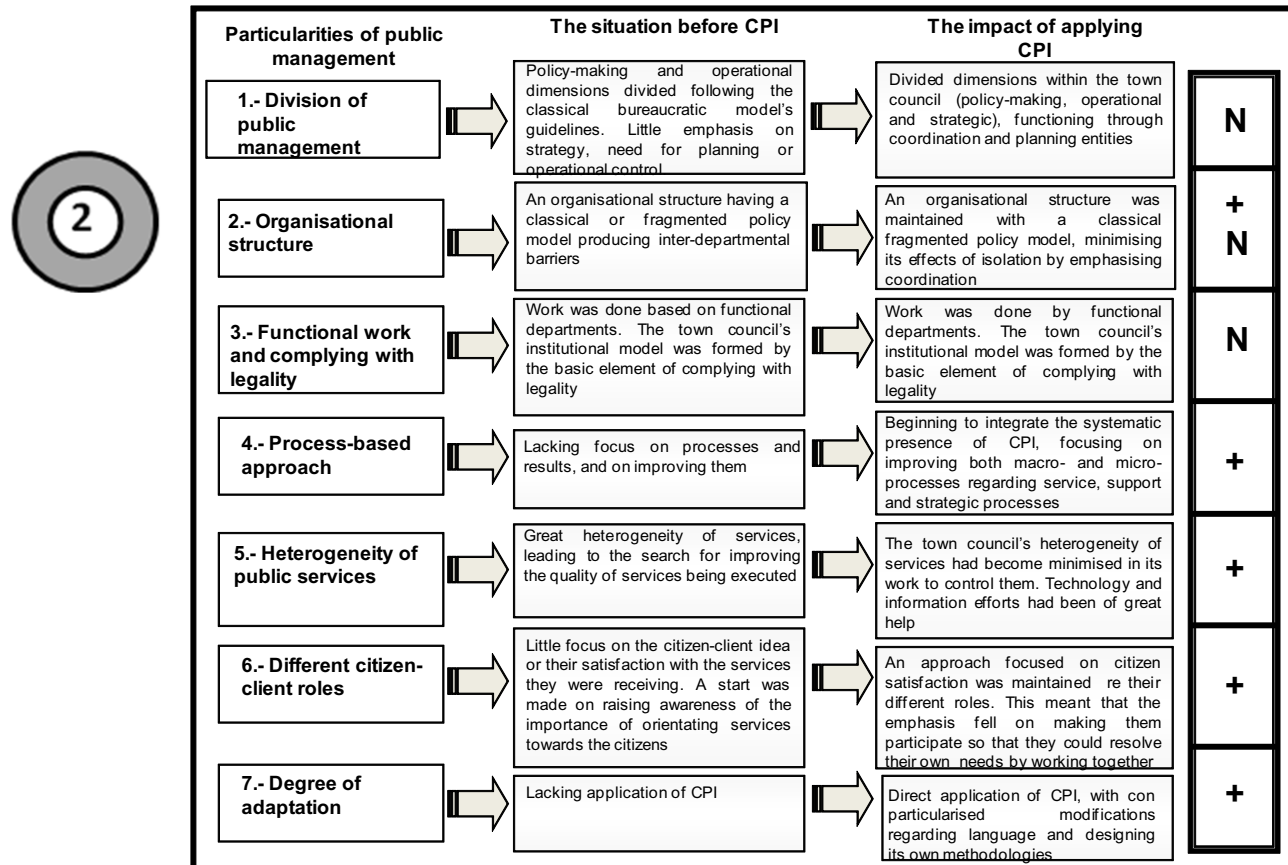 Particularities of public
management
The situation before CPI
The impact of applying
CPI
2
1.- Division of
public
management
Policy-making and operational
dimensions divided following the
classical bureaucratic model's
guidelines. Little emphasis on
strategy, need for planning or
operational control
Divided dimensions within the town
council (policy-making, operational
and strategic), functioning through
coordination and planning entities
N
2.- Organisational
structure
An organisational structure having a
classical or fragmented policy
model producing inter-departmental
barriers
An organisational structure was
maintained with a classical
fragmented policy model, minimising
its effects of isolation by emphasising
coordination
+
N
3.- Functional work
and complying with
legality
Work was done based on functional
departments. The town council's
institutional model was formed by
the basic element of complying with
legality
Work was done by functional
departments. The town council's
institutional model was formed by the
basic element of complying with
legality
N
4.- Process-based
approach
Lacking focus on processes and
results, and on improving them
Beginning to integrate the systematic
presence of CPI, focusing on
improving both macro- and micro-
processes regarding service, support
and strategic processes
+
5.- Heterogeneity of
public services
Great heterogeneity of services,
leading to the search for improving
the quality of services being executed
The town council's heterogeneity of
services had become minimised in its
work to control them. Technology and
information efforts had been of great
help
+
6.- Different citizen-
client roles
Little focus on the citizen-client idea
or their satisfaction with the services
they were receiving. A start was
made on raising awareness of the
importance of orientating services
towards the citizens
An approach focused on citizen
satisfaction was maintained re their
different roles. This meant that the
emphasis fell on making them
participate so that they could resolve
their own needs by working together
+
7.- Degree of
adaptation
Lacking application of CPI
Direct application of CPI, with con
particularised modifications
regarding language and designing
its own methodologies
+